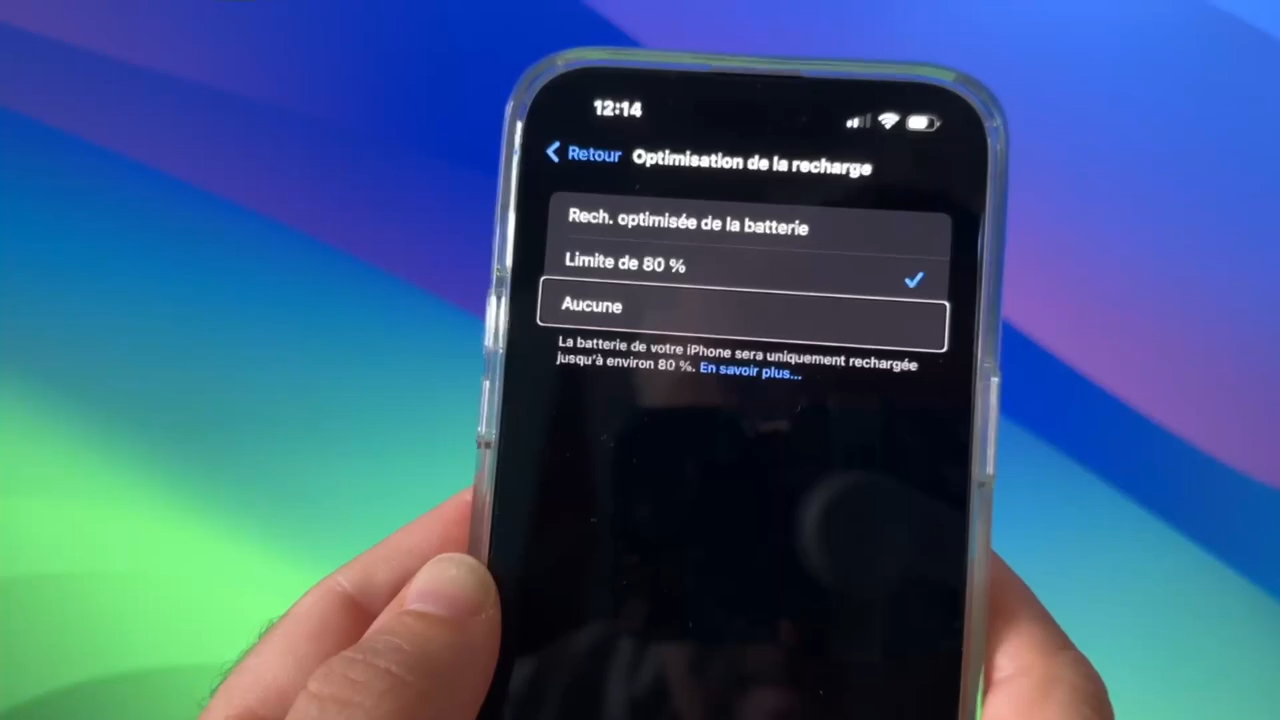 12:14
Retour Optimisation de la recharge
Rech. optimisée de la batterie
Limite de 80 %
Aucune
La batterie de votre iPhone sera uniquement rechargée
jusqu'à environ 80 %. En savoir plus...